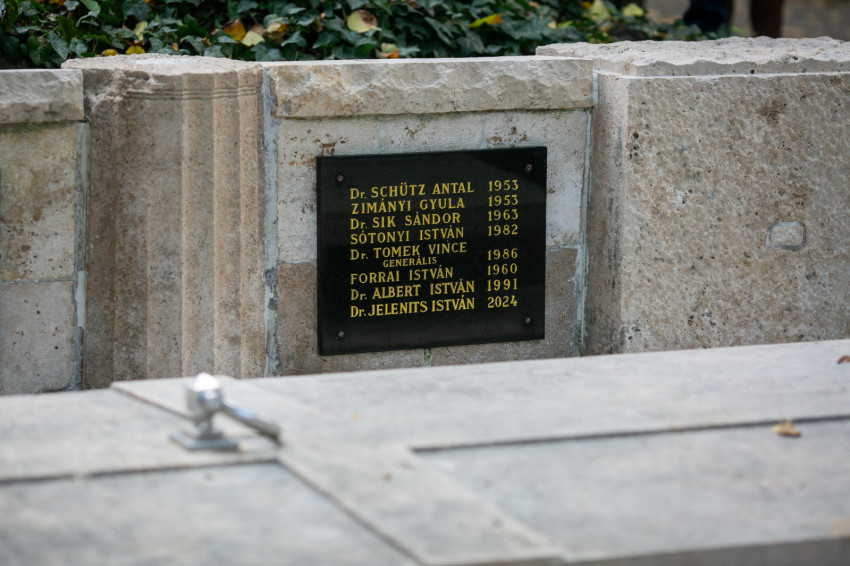 Dr. SCHÜTZ ANTAL 1953
ZIMÁNYI GYULA 1953
Dr. SIK SÁNDOR 1963
SÓTONYI ISTVÁN 1982
Dr. TOMEK VINCE
GENERÁLIS 1986
FORRAI ISTVÁN 1960
Dr. ALBERT ISTVÁN 1991
Dr. JELENITS ISTVÁN 2024